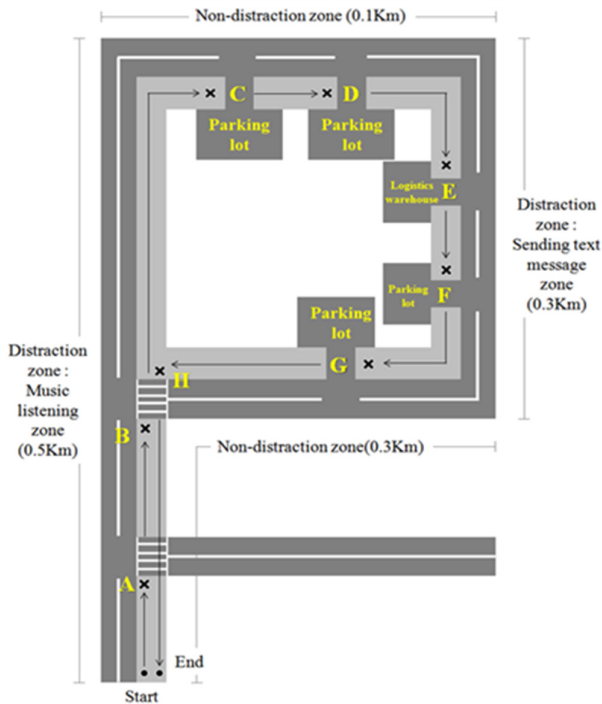 Non-distraction zone (0.1Km)
C
D
Parking
lot
Parking
lot
Logistics
warehouse
E
Distraction
zone :
Sending text
message
zone
(0.3Km)
Parking
lot
F
Parking
lot
G
Distraction
zone :
Music
listening
zone
(0.5Km)
H
B
Non-distraction zone(0.3Km)
A
End
Start